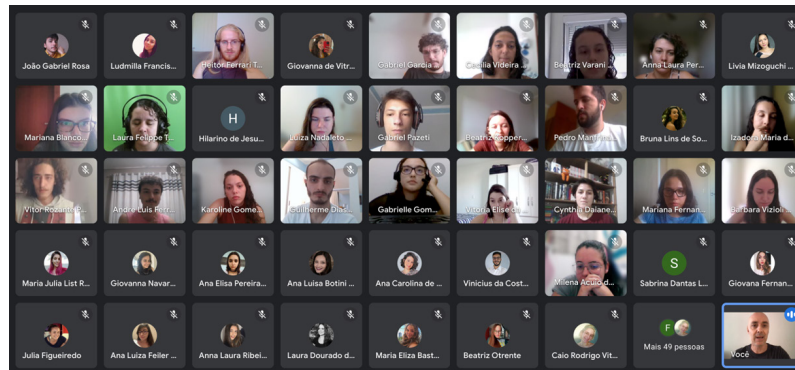 João Gabriel Rosa
Ludmilla Francis...
Heitor Ferrari T...
Giovanna de Vitr...
Gabriel Garcia
Cecilia Videira ...
Beatriz Varani ...
Anna Laura Per...
Livia Mizoguchi ...
Mariana Blanco...
Laura Felippe T...
H
Hilarino de Jesu...
Luiza Nadaleto ...
Gabriel Pazeti
Beatriz
Pedro
Bruna Lins de So...
Izadora Maria d...
Vitor Rozante P...
Andre Luis Ferr...
Karoline Gome...
Guilherme Dias...
Gabrielle Gom...
Vitoria Elise da
Cynthia Daiane...
Mariana Fernan...
Barbara Vizioli ...
Maria Julia List R...
Giovanna Navar...
Ana Elisa Pereira...
Ana Luisa Botini ...
Ana Carolina de ...
Vinicius da Cost...
Milena Acuio d...
S
Sabrina Dantas L...
Giovana Fernan...
Julia Figueiredo
Ana Luiza Feiler ...
Anna Laura Ribei...
Laura Dourado d...
Maria Eliza Bast...
Beatriz Otrente
Caio Rodrigo Vit...
F
Mais 49 pessoas
Você